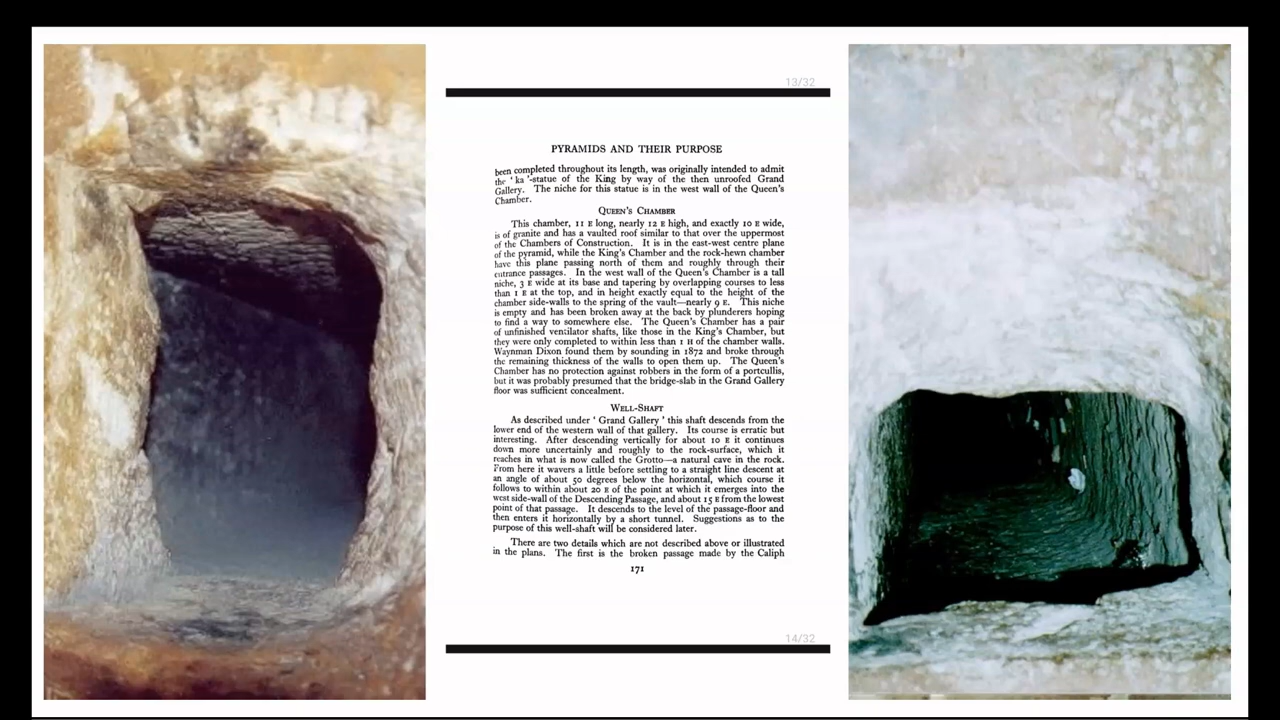 13/32
PYRAMIDS AND THEIR PURPOSE
been completed throughout its length, was originally intended to admit
the ' ka '-statue of the King by way of the then unroofed Grand
Gallery. The niche for this statue is in the west wall of the Queen's
Chamber.
QUEEN'S CHAMBER
This chamber, 11 E long, nearly 12 E high, and exactly 10 E wide,
is of granite and has a vaulted roof similar to that over the uppermost
of the Chambers of Construction. It is in the east-west centre plane
of the pyramid, while the King's Chamber and the rock-hewn chamber
have this plane passing north of them and roughly through their
entrance passages. In the west wall of the Queen's Chamber is a tall
niche, 3 E wide at its base and tapering by overlapping courses to less
than 1 E at the top, and in height exactly equal to the height of the
chamber side-walls to the spring of the vault—nearly 9 E. This niche
is empty and has been broken away at the back by plunderers hoping
to find a way to somewhere else. The Queen's Chamber has a pair
of unfinished ventilator shafts, like those in the King's Chamber, but
they were only completed to within less than 1 H of the chamber walls.
Waynman Dixon found them by sounding in 1872 and broke through
the remaining thickness of the walls to open them up. The Queen's
Chamber has no protection against robbers in the form of a portcullis,
but it was probably presumed that the bridge-slab in the Grand Gallery
floor was sufficient concealment.
WELL-SHAFT
As described under ' Grand Gallery ' this shaft descends from the
lower end of the western wall of that gallery. Its course is erratic but
interesting. After descending vertically for about 10 E it continues
down more uncertainly and roughly to the rock-surface, which it
reaches in what is now called the Grotto—a natural cave in the rock.
From here it wavers a little before settling to a straight line descent at
an angle of about 50 degrees below the horizontal, which course it
follows to within about 20 E of the point at which it emerges into the
west side-wall of the Descending Passage, and about 15 E from the lowest
point of that passage. It descends to the level of the passage-floor and
then enters it horizontally by a short tunnel. Suggestions as to the
purpose of this well-shaft will be considered later.
There are two details which are not described above or illustrated
in the plans. The first is the broken passage made by the Caliph
171
14/32